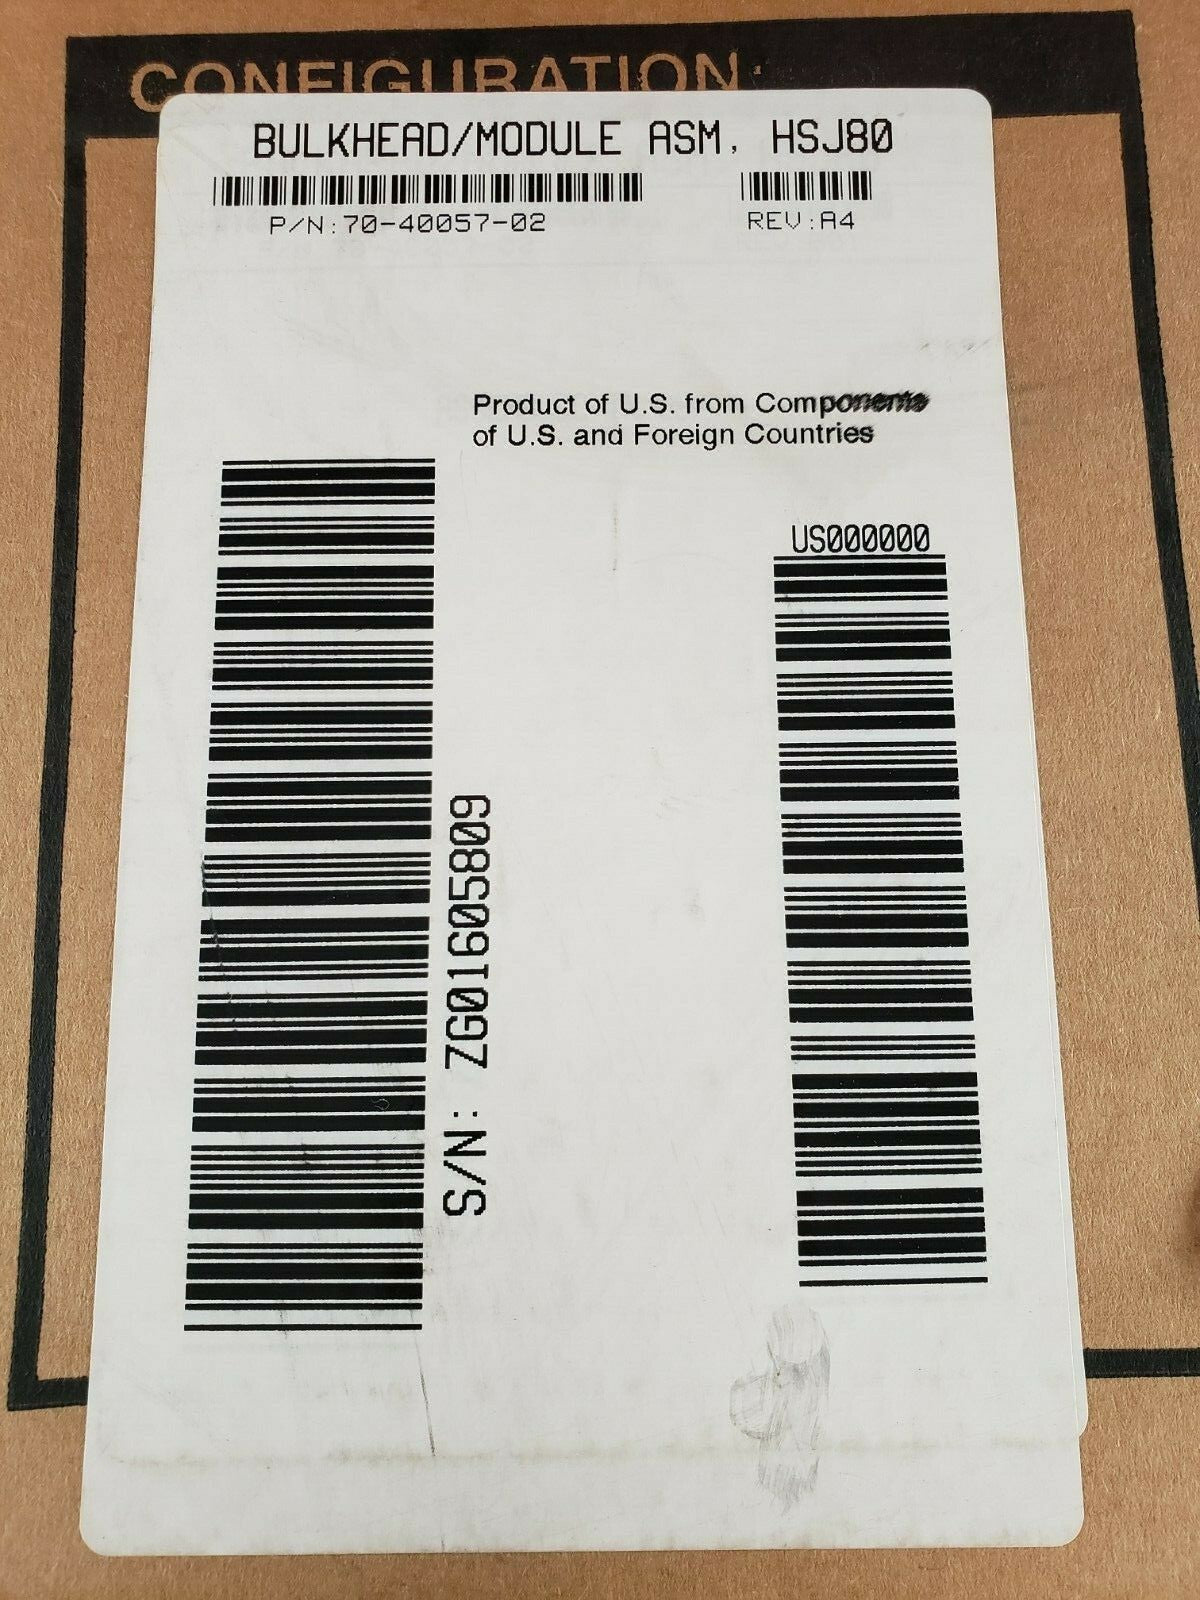 CONFIGURATION
BULKHEAD/MODULE ASM, HSJ80
P/N:70-40057-02
REV:A4
Product of U.S. from Components
of U.S. and Foreign Countries
US000000
S/N: ZG01605809